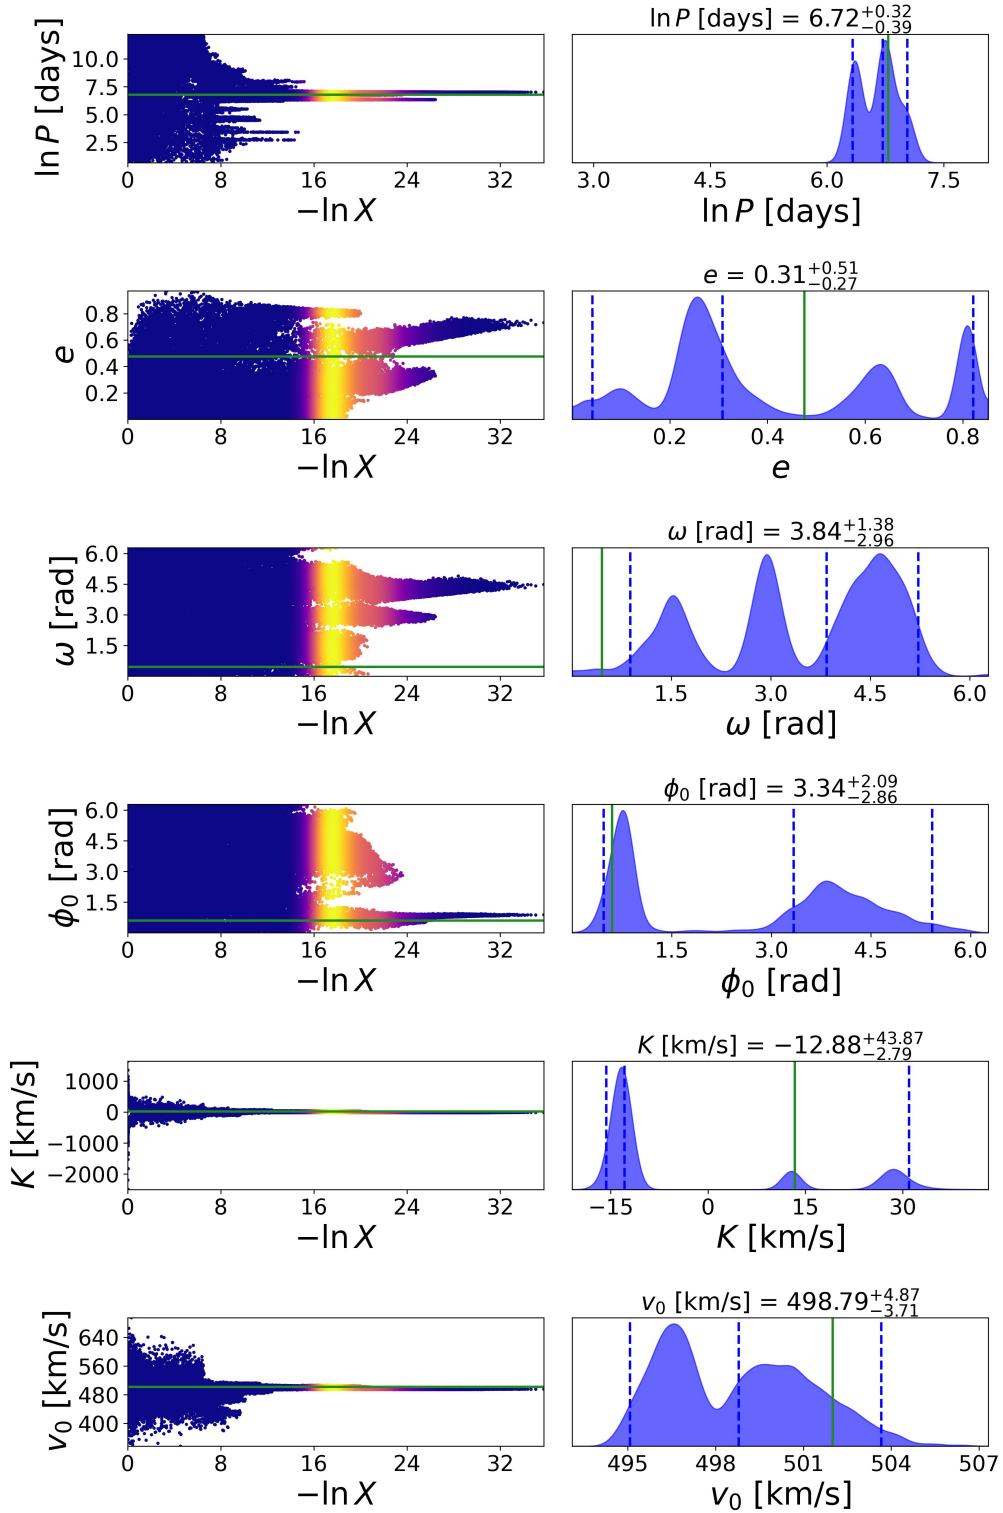 ln P [days] = 6.72+0.32−0.39
ln P [days]
10.0
7.5
5.0
2.5
0 8 16 24 32
−ln X
3.0 4.5 6.0 7.5
ln P [days]
e = 0.31+0.51−0.27
e
0.8
0.6
0.4
0.2
0 8 16 24 32
−ln X
0.2 0.4 0.6 0.8
e
ω [rad] = 3.84+1.38−2.96
ω [rad]
6.0
4.5
3.0
1.5
0 8 16 24 32
−ln X
1.5 3.0 4.5 6.0
ω [rad]
ϕ0 [rad] = 3.34+2.09−2.86
ϕ0 [rad]
6.0
4.5
3.0
1.5
0 8 16 24 32
−ln X
1.5 3.0 4.5 6.0
ϕ0 [rad]
K [km/s] = −12.88+43.87−2.79
K [km/s]
1000
0
−1000
−2000
0 8 16 24 32
−ln X
−15 0 15 30
K [km/s]
v0 [km/s] = 498.79+4.87−3.71
v0 [km/s]
640
560
480
400
0 8 16 24 32
−ln X
495 498 501 504 507
v0 [km/s]